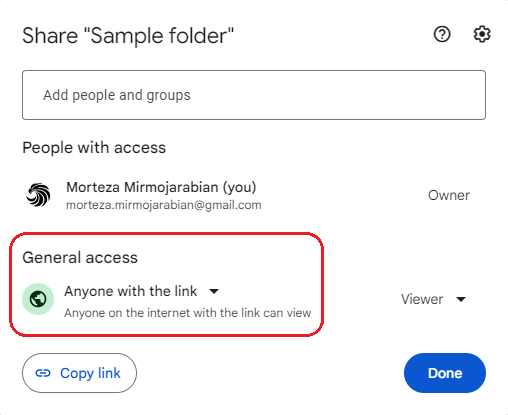 Share "Sample folder"
Add people and groups
People with access
Morteza Mirmojarabian (you)
morteza.mirmojarabian@gmail.com
Owner
General access
Anyone with the link
Anyone on the internet with the link can view
Viewer
Copy link
Done